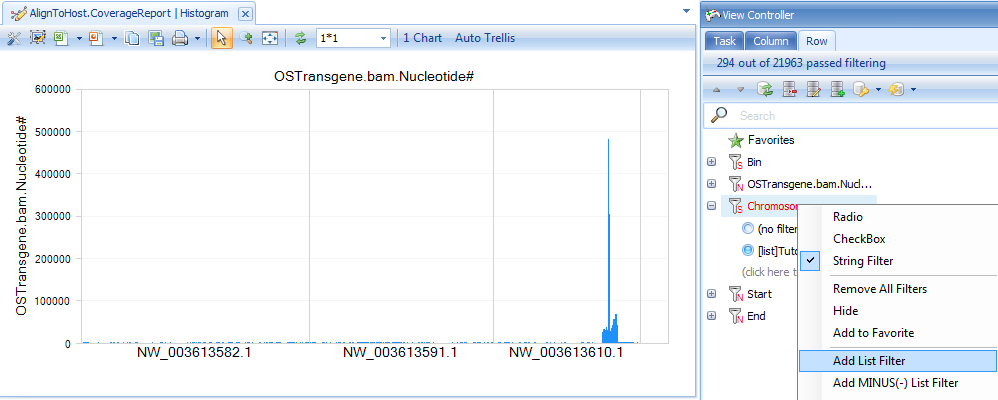 AlignToHost.CoverageReport | Histogram
1*1
1 Chart
Auto Trellis
OSTransgene.bam.Nucleotide#
OSTransgene.bam.Nucleotide#
600000
500000
400000
300000
200000
100000
0
NW_003613582.1
NW_003613591.1
NW_003613610.1
View Controller
Task
Column
Row
294 out of 21963 passed filtering
Search
Favorites
S Bin
N OSTransgene.bam.Nucl...
S Chromoso
(no filter
[list]Tuto
(click here t
N Start
N End
Radio
CheckBox
String Filter
Remove All Filters
Hide
Add to Favorite
Add List Filter
Add MINUS(-) List Filter